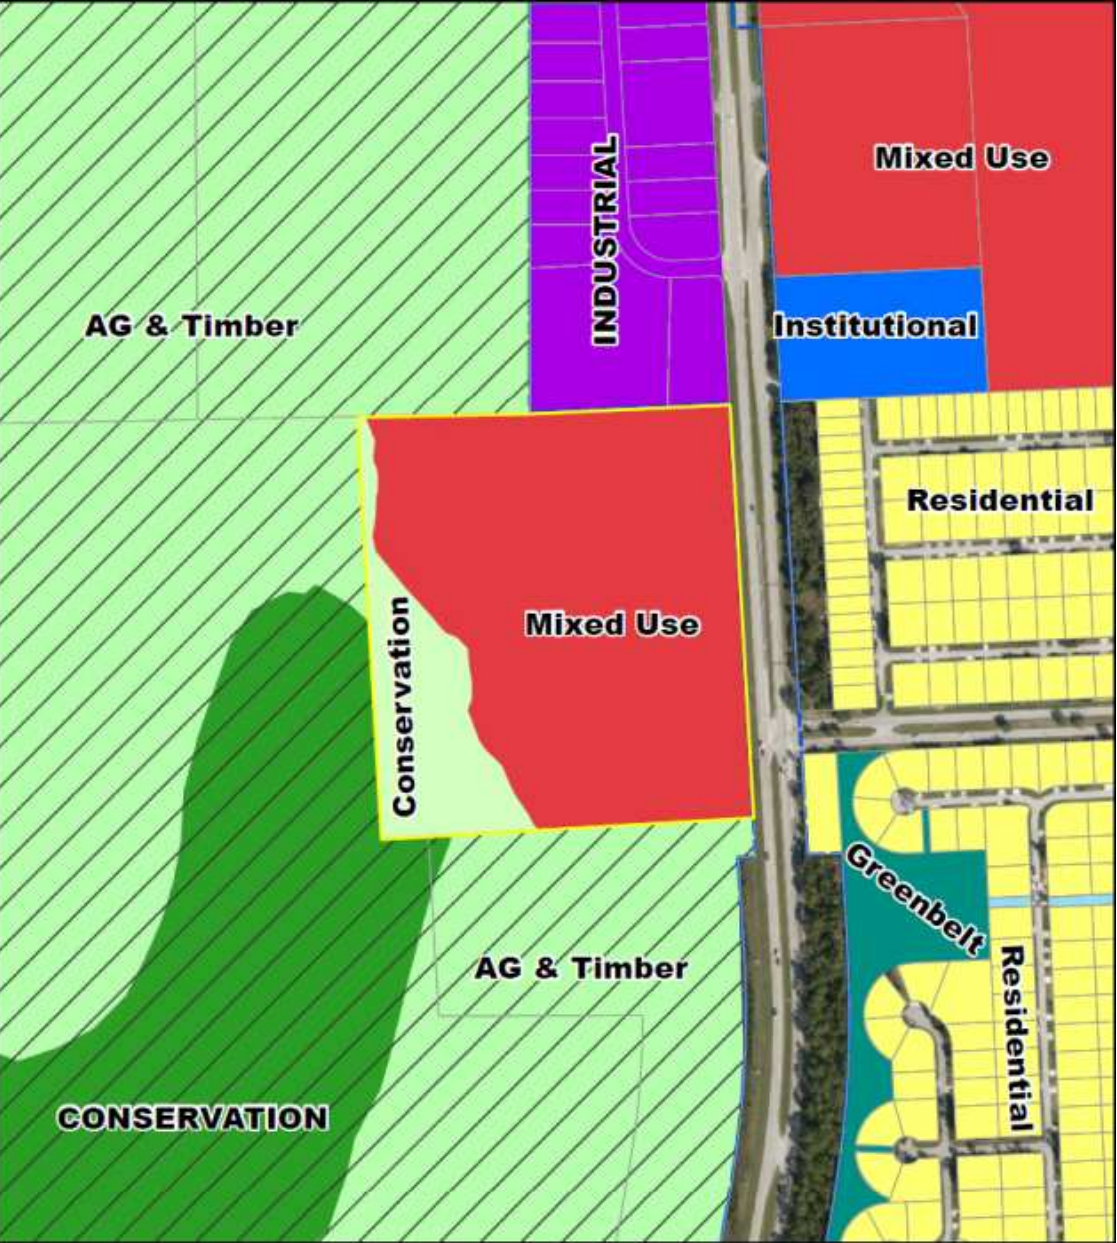 Mixed Use
INDUSTRIAL
AG & Timber
Institutional
Residential
Mixed Use
Conservation
Greenbelt
AG & Timber
Residential
CONSERVATION